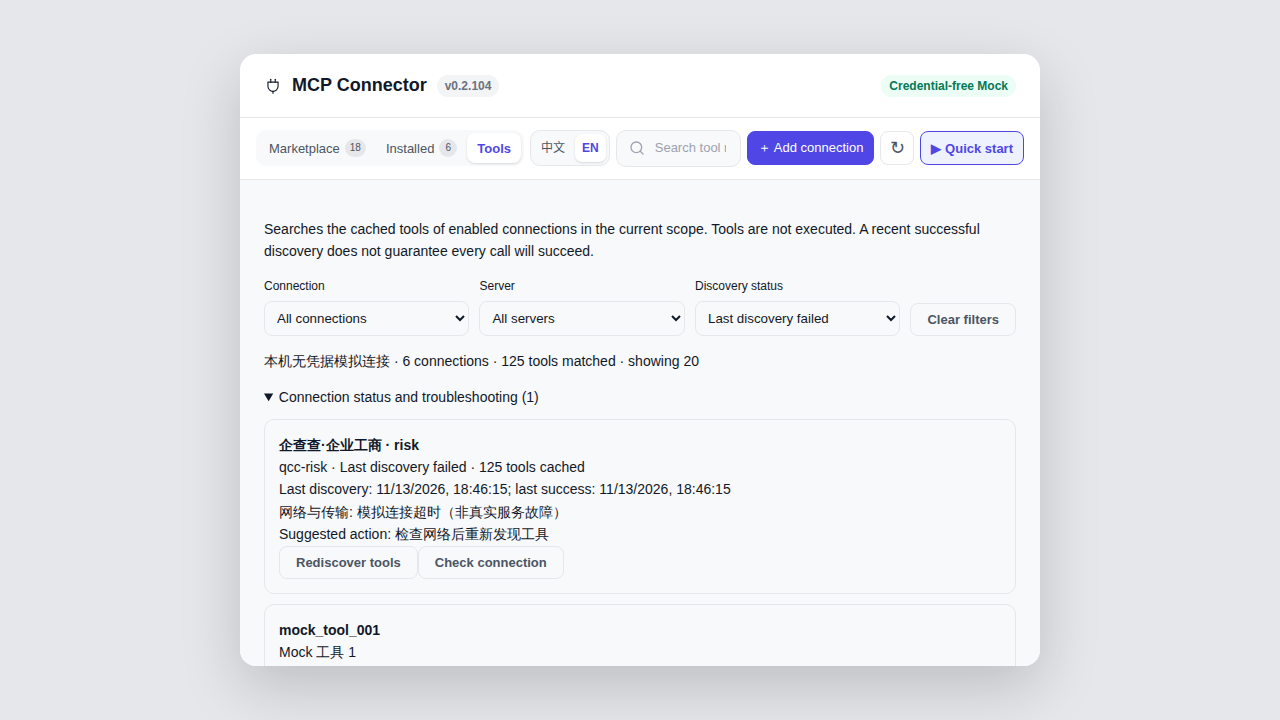 MCP Connector v0.2.104 Credential-free Mock
Marketplace 18 Installed 6 Tools 中文 EN Search tool + Add connection ↻ ▶ Quick start
Searches the cached tools of enabled connections in the current scope. Tools are not executed. A recent successful
discovery does not guarantee every call will succeed.
Connection Server Discovery status
All connections All servers Last discovery failed Clear filters
本机无凭据模拟连接 · 6 connections · 125 tools matched · showing 20
▼ Connection status and troubleshooting (1)
企查查·企业工商 · risk
qcc-risk · Last discovery failed · 125 tools cached
Last discovery: 11/13/2026, 18:46:15; last success: 11/13/2026, 18:46:15
网络与传输: 模拟连接超时（非真实服务故障）
Suggested action: 检查网络后重新发现工具
Rediscover tools Check connection
mock_tool_001
Mock 工具 1